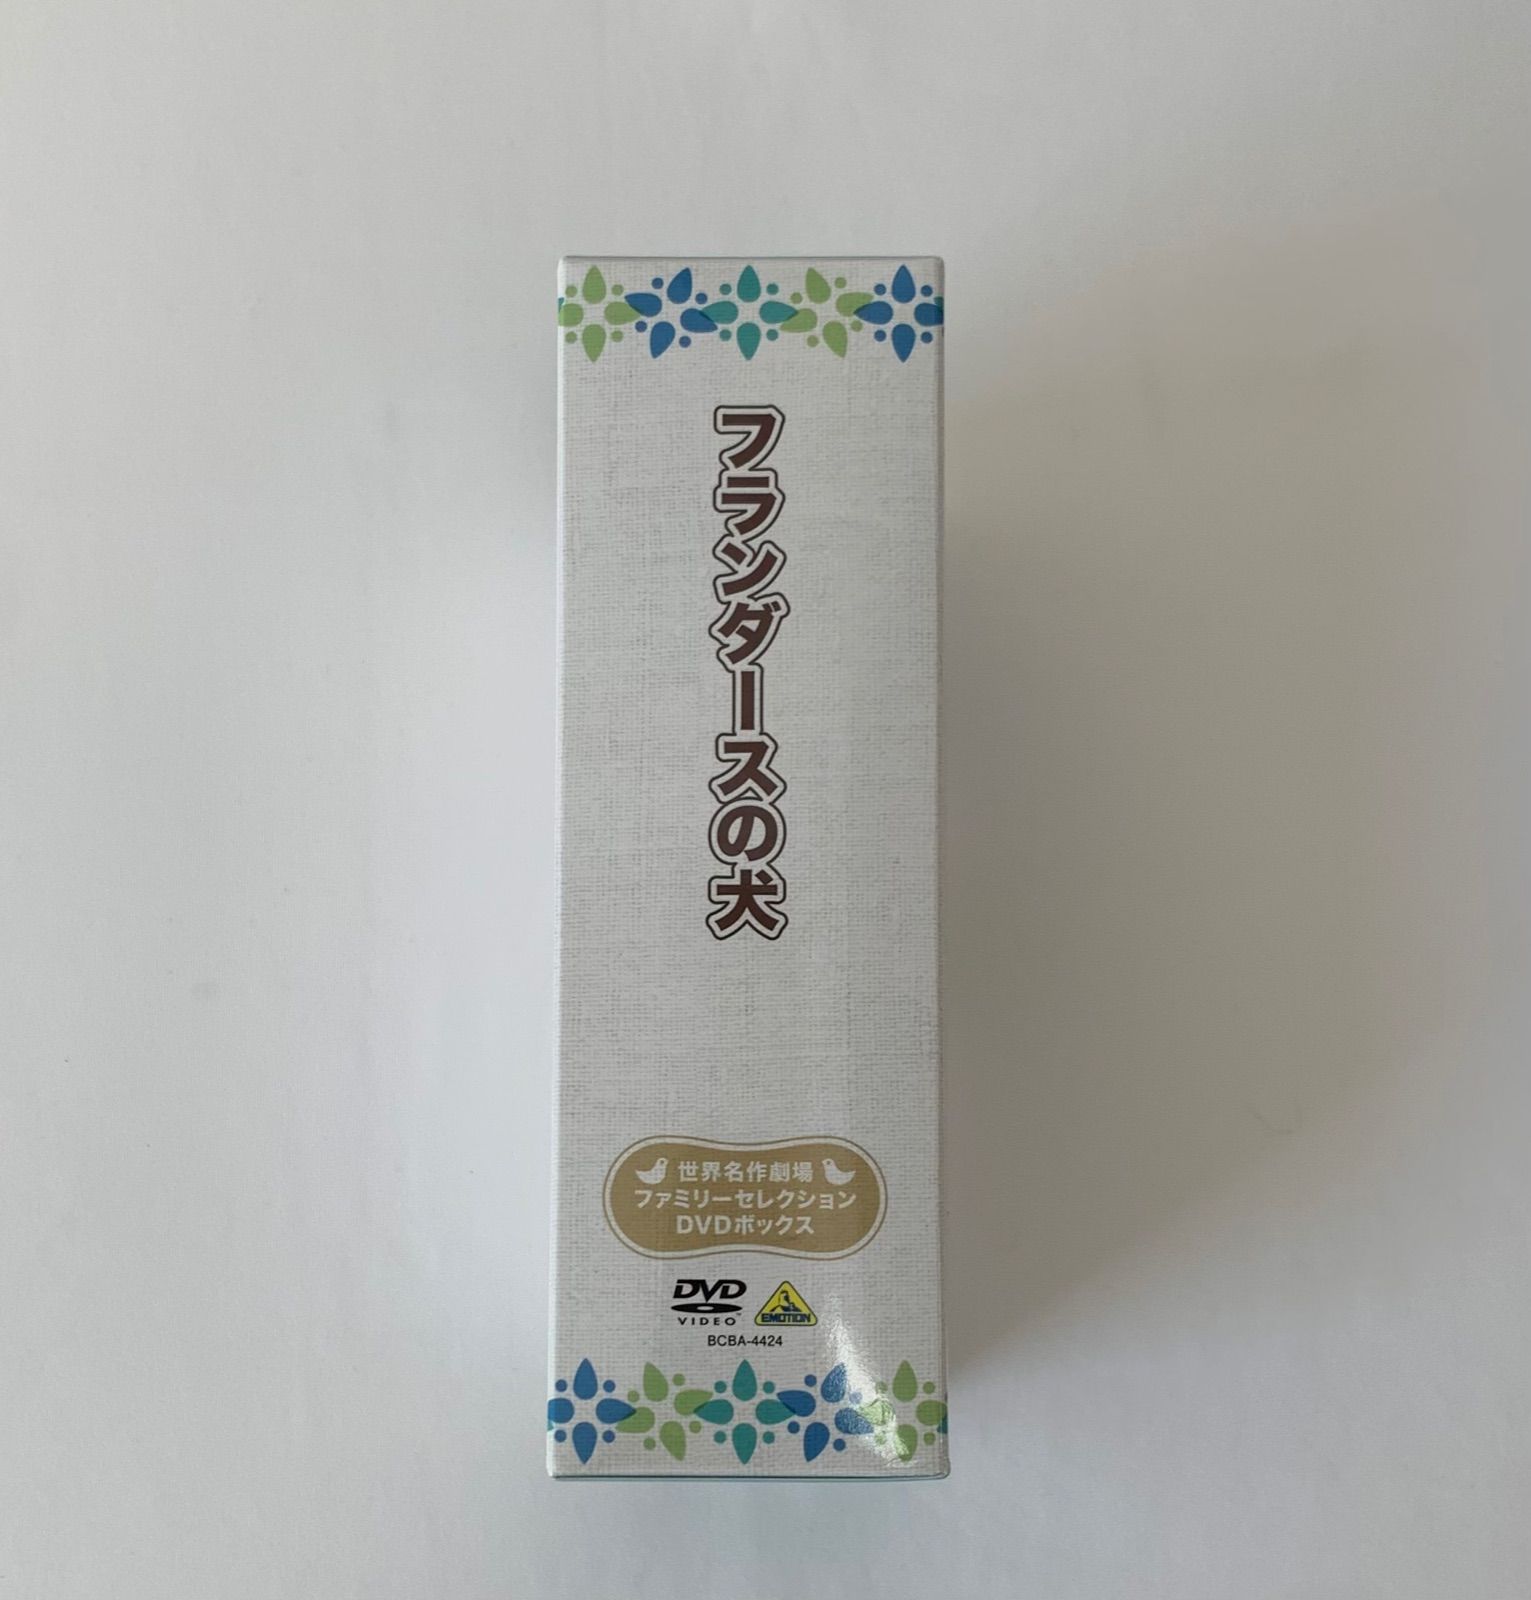 フランダースの犬
世界名作劇場
ファミリーセレクション
DVDボックス
DVD
VIDEO™
EMOTION
BCBA-4424